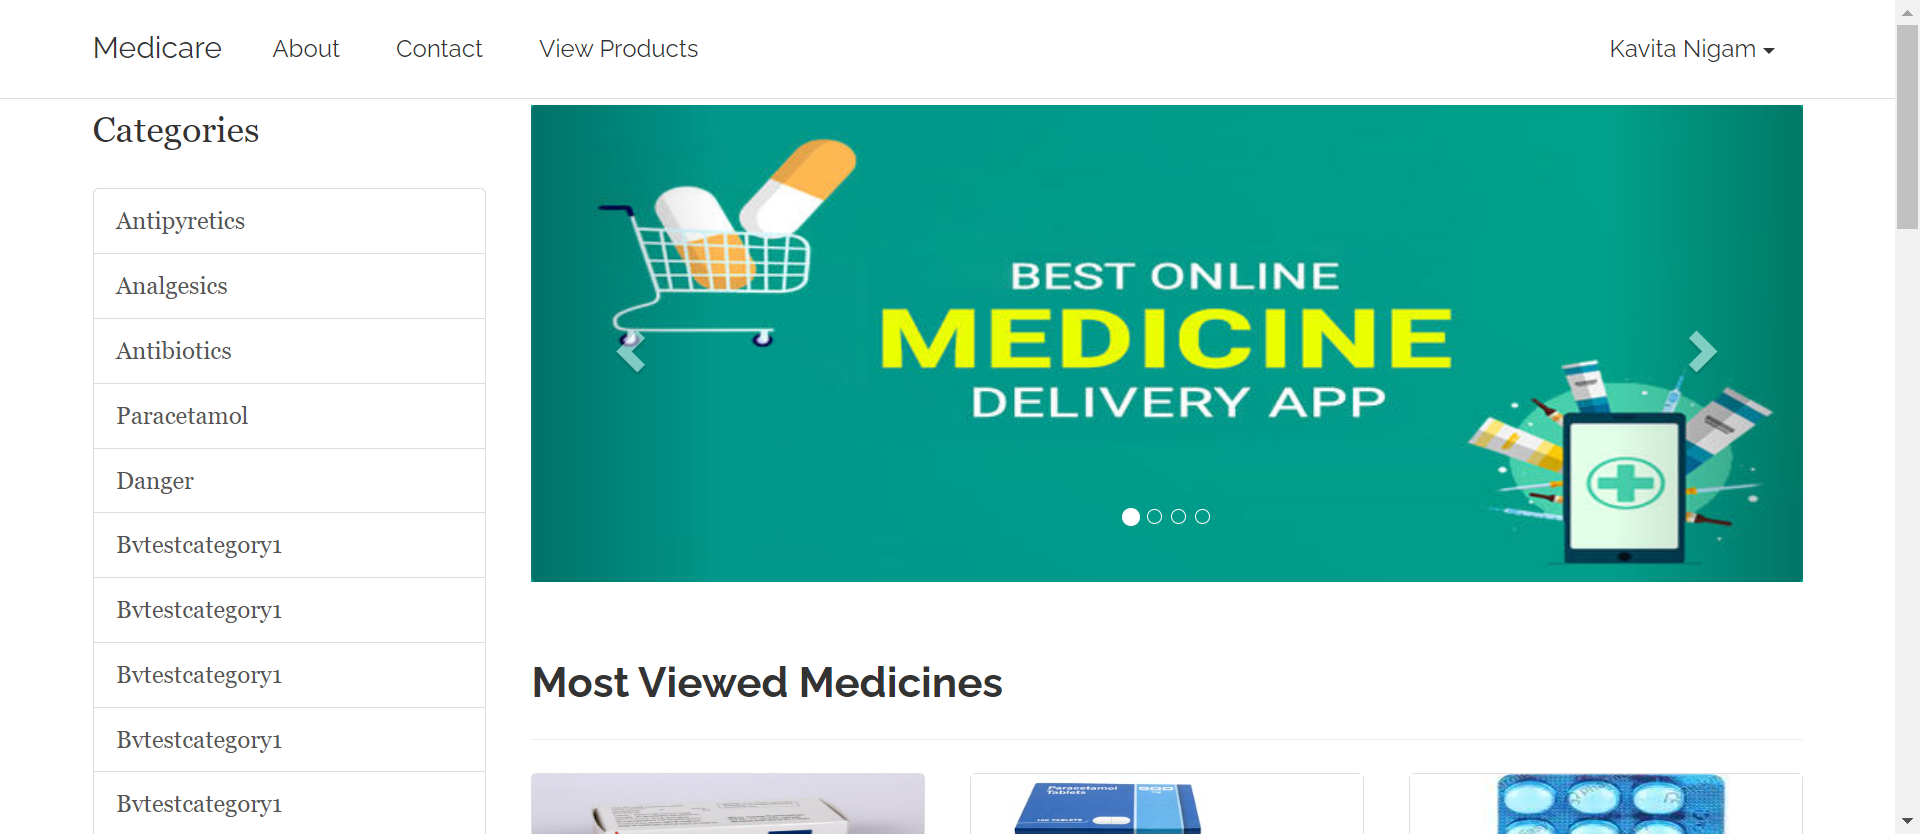 Medicare About Contact View Products Kavita Nigam
Categories
Antipyretics
Analgesics
Antibiotics
Paracetamol
Danger
Bvtestcategory1
Bvtestcategory1
Bvtestcategory1
Bvtestcategory1
Bvtestcategory1
BEST ONLINE
MEDICINE
DELIVERY APP
Most Viewed Medicines
Paracetamol
Tablets
500